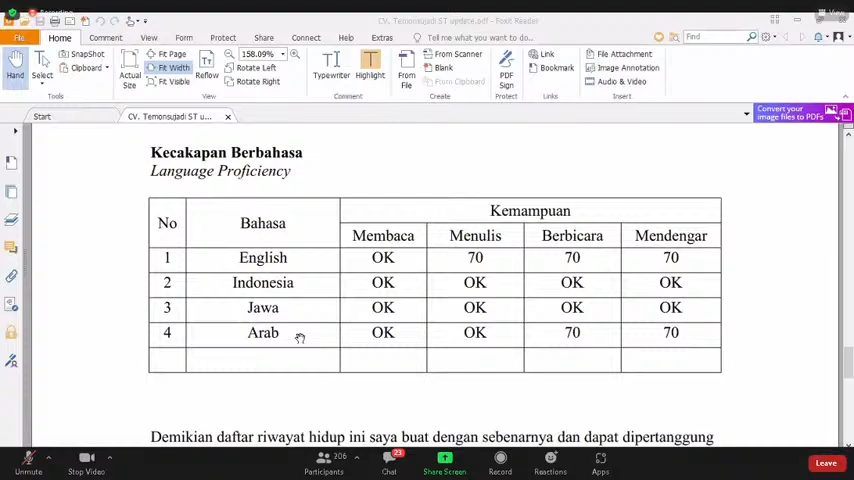 Recording
View
CV. Temonsujadi ST update.pdf - Foxit Reader
File Home Comment View Form Protect Share Connect Help Extras Tell me what you want to do... Find
SnapShot
Clipboard
Hand Select
Actual Size
Fit Page
Fit Width
Fit Visible
Reflow
158.09%
Rotate Left
Rotate Right
Typewriter Highlight
From File
From Scanner
Blank
From Clipboard
PDF Sign
Link
Bookmark
File Attachment
Image Annotation
Audio & Video
Tools View Comment Create Protect Links Insert
Start CV. Temonsujadi ST u...
Convert your image files to PDFs
Kecakapan Berbahasa
Language Proficiency
No Bahasa Kemampuan
Membaca Menulis Berbicara Mendengar
1 English OK 70 70 70
2 Indonesia OK OK OK OK
3 Jawa OK OK OK OK
4 Arab OK OK 70 70
Demikian daftar riwayat hidup ini saya buat dengan sebenarnya dan dapat dipertanggung
Unmute Stop Video 206 Participants 23 Chat Share Screen Record Reactions Apps Leave